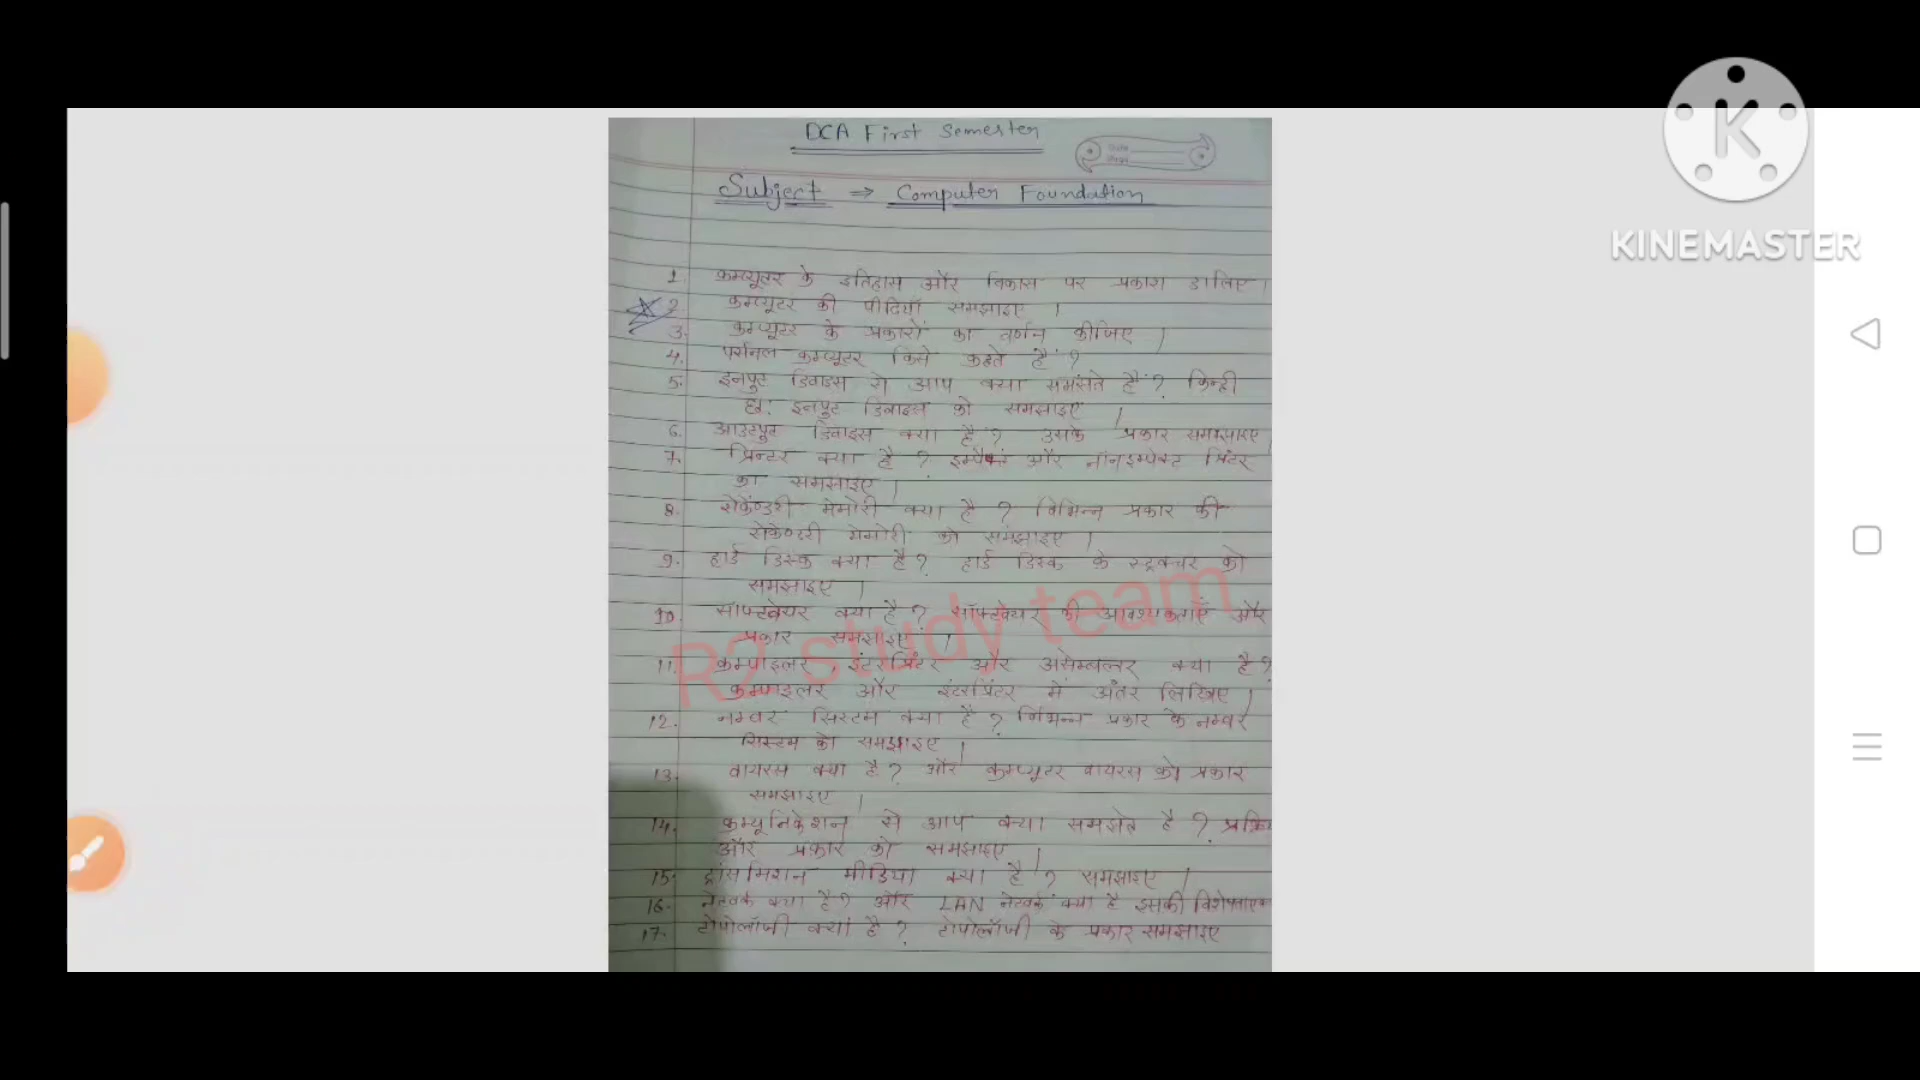 DCA First Semester
Subject ⇒ Computer Foundation
KINEMASTER
1. कम्प्यूटर के इतिहास और विकास पर प्रकाश डालिए।
2. कम्प्यूटर की पीढियाँ समझाइए।
3. कम्प्यूटर के प्रकारों का वर्णन कीजिए।
4. पर्सनल कम्प्यूटर किसे कहते है?
5. इनपुट डिवाइस से आप क्या समझते है? किन्ही
छः इनपुट डिवाइस को समझाइए।
6. आउटपुट डिवाइस क्या है? उसके प्रकार समझाइए
7. प्रिन्टर क्या है? इम्पैक्ट और नॉनइम्पेक्ट प्रिंटर
को समझाइए।
8. सेकेण्डरी मेमोरी क्या है? विभिन्न प्रकार की
सेकेण्डरी मेमोरी को समझाइए।
9. हार्ड डिस्क क्या है? हार्ड डिस्क के स्ट्रक्चर को
समझाइए।
10. सॉफ्टवेयर क्या है? सॉफ्टवेयर की आवश्यकताएँ और
प्रकार समझाइए।
R2 study team
11. कम्पाइलर, इंटरप्रिंटर और असेम्बलर क्या है?
कम्पाइलर और इंटरप्रिंटर में अंतर लिखिए।
12. नम्बर सिस्टम क्या है? विभिन्न प्रकार के नम्बर
सिस्टम को समझाइए।
13. वायरस क्या है? और कम्प्यूटर वायरस के प्रकार
समझाइए।
14. कम्यूनिकेशन से आप क्या समझते है?
और प्रकार को समझाइए।
15. ट्रांसमिशन मीडिया क्या है? समझाइए।
16. नेटवर्क क्या है? और LAN नेटवर्क क्या है इसकी
17. टोपोलॉजी क्या है? टोपोलॉजी के प्रकार समझाइए